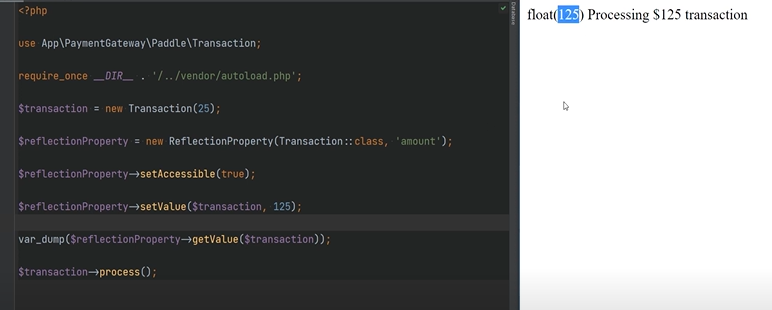 <?php
use App\PaymentGateway\Paddle\Transaction;
require_once __DIR__ . '/../vendor/autoload.php';
$transaction = new Transaction(25);
$reflectionProperty = new ReflectionProperty(Transaction::class, 'amount');
$reflectionProperty->setAccessible(true);
$reflectionProperty->setValue($transaction, 125);
var_dump($reflectionProperty->getValue($transaction));
$transaction->process();
Database
float(125) Processing $125 transaction